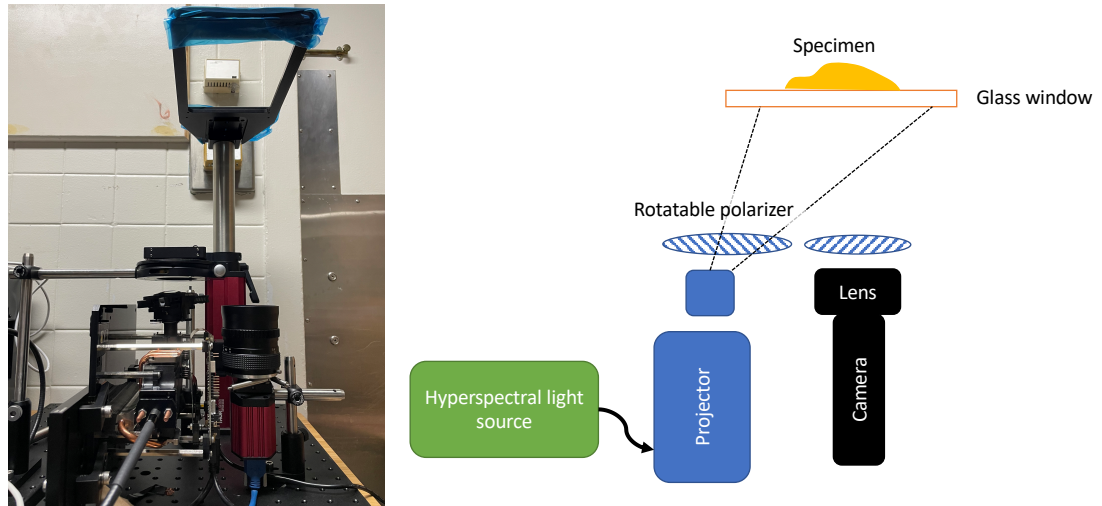 Specimen
Glass window
Rotatable polarizer
Lens
Hyperspectral light
source
Projector
Camera